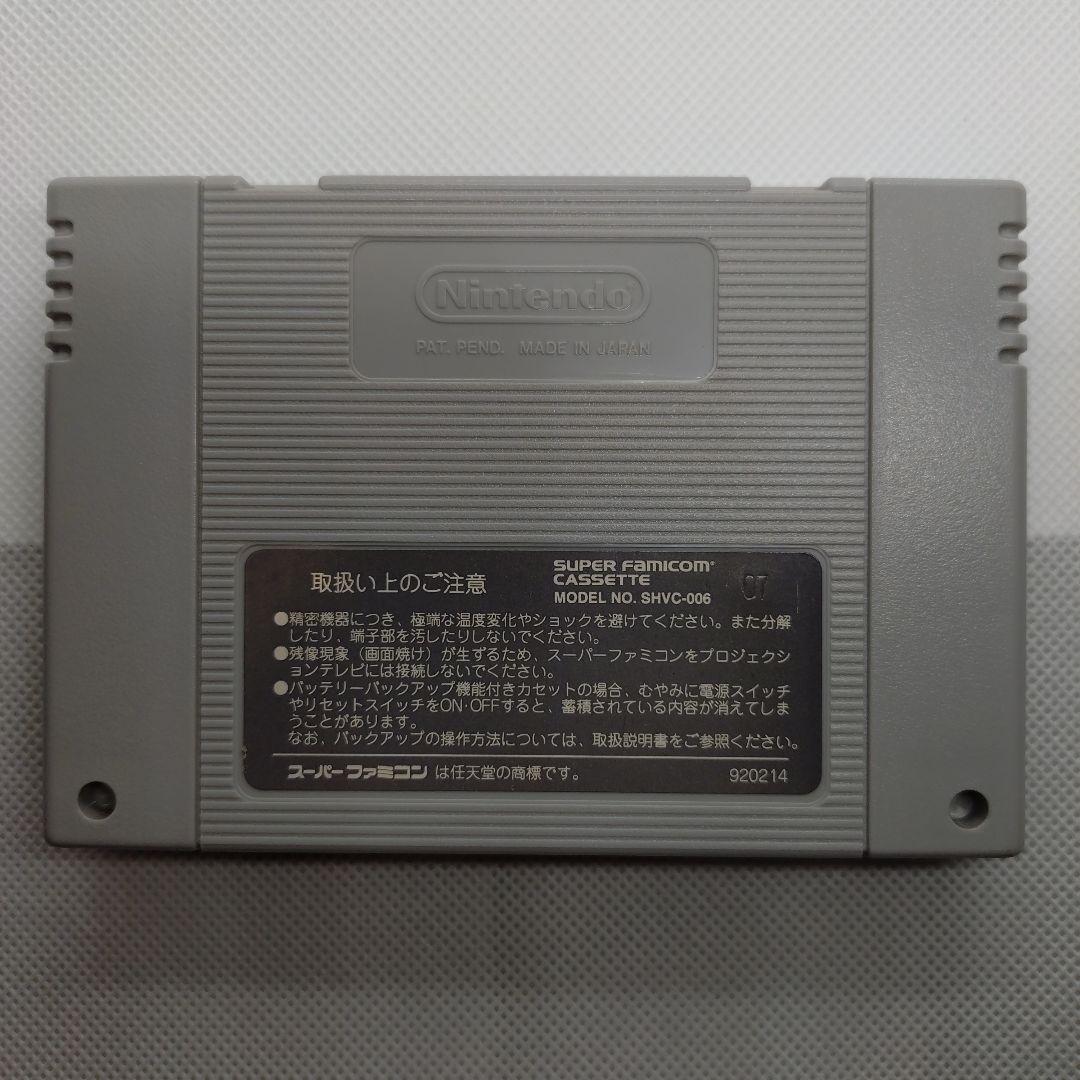 Nintendo®
PAT. PEND. MADE IN JAPAN
取扱い上のご注意
SUPER FAMICOM®
CASSETTE
MODEL NO. SHVC-006
●精密機器につき、極端な温度変化やショックを避けてください。また分解
したり、端子部を汚したりしないでください。
●残像現象(画面焼け)が生ずるため、スーパーファミコンをプロジェクシ
ョンテレビには接続しないでください。
●バッテリーバックアップ機能付きカセットの場合、むやみに電源スイッチ
やリセットスイッチをON・OFFすると、蓄積されている内容が消えてしま
うことがあります。
なお、バックアップの操作方法については、取扱説明書をご参照ください。
スーパーファミコン は任天堂の商標です。
920214